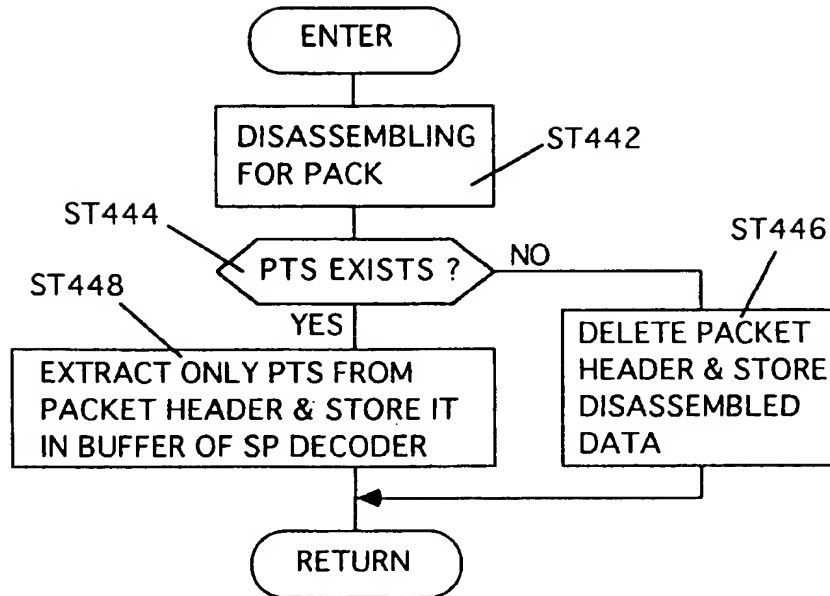 ENTER
DISASSEMBLING
FOR PACK
ST442
ST444
PTS EXISTS ?
NO
ST446
ST448
YES
EXTRACT ONLY PTS FROM
PACKET HEADER & STORE IT
IN BUFFER OF SP DECODER
DELETE PACKET
HEADER & STORE
DISASSEMBLED
DATA
RETURN